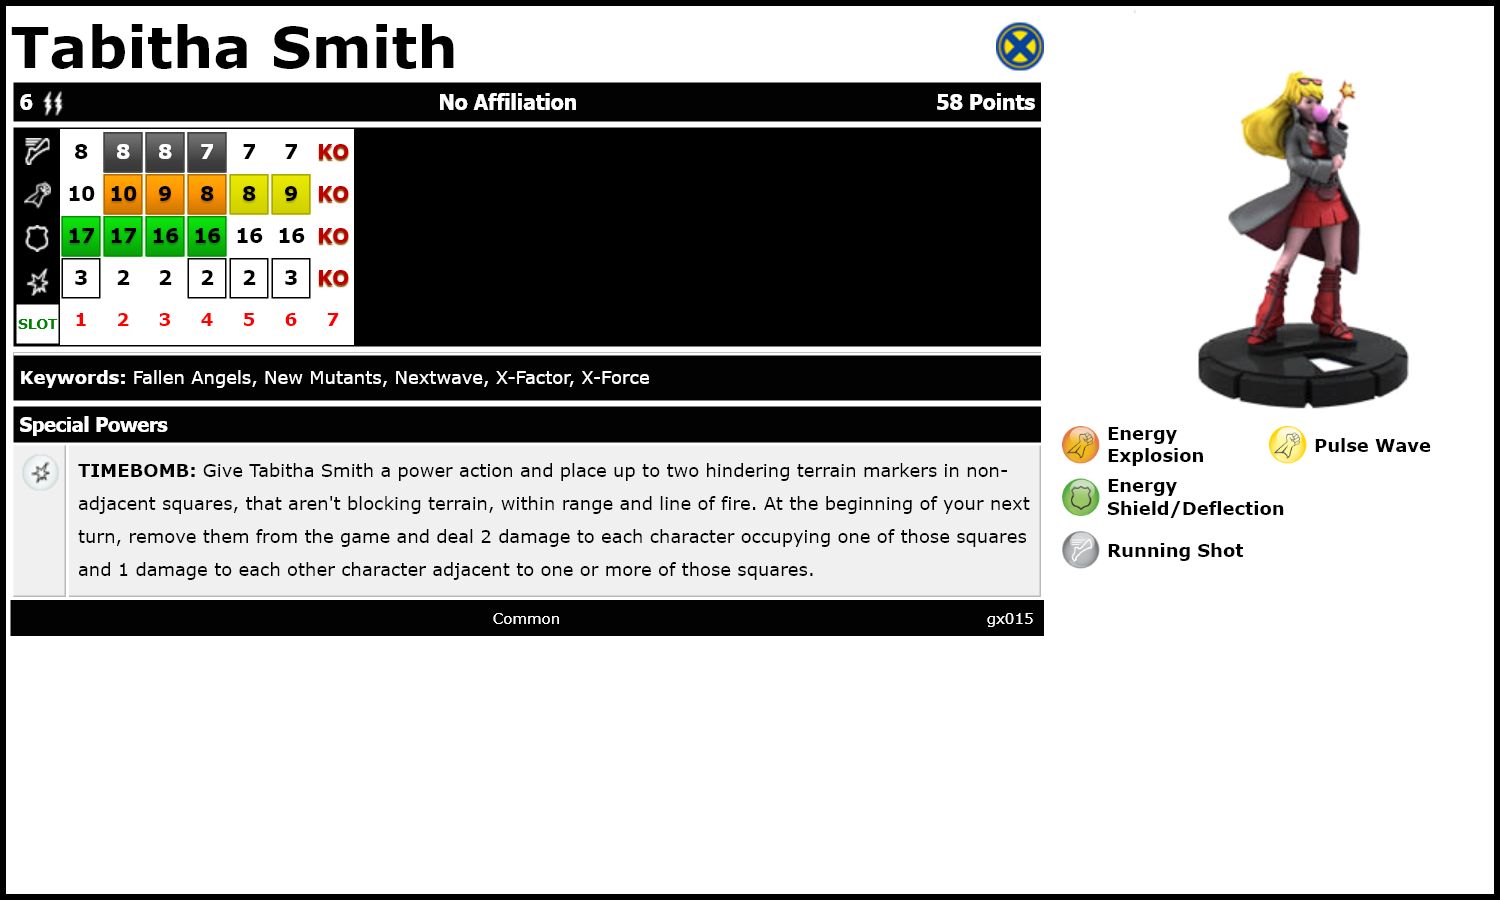 Tabitha Smith
6 No Affiliation 58 Points
8 8 8 7 7 7 KO
10 10 9 8 8 9 KO
17 17 16 16 16 16 KO
3 2 2 2 2 3 KO
SLOT 1 2 3 4 5 6 7
Keywords: Fallen Angels, New Mutants, Nextwave, X-Factor, X-Force
Special Powers
TIMEBOMB: Give Tabitha Smith a power action and place up to two hindering terrain markers in non-
adjacent squares, that aren't blocking terrain, within range and line of fire. At the beginning of your next
turn, remove them from the game and deal 2 damage to each character occupying one of those squares
and 1 damage to each other character adjacent to one or more of those squares.
Common gx015
Energy
Explosion
Pulse Wave
Energy
Shield/Deflection
Running Shot